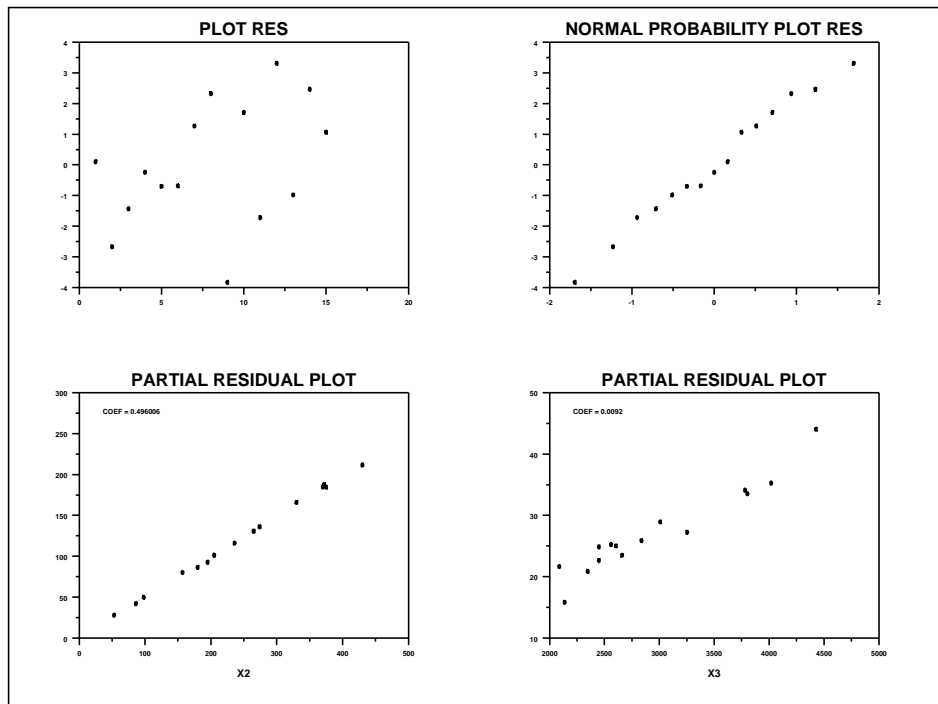 PLOT RES
4
3
2
1
0
-1
-2
-3
-4
0 5 10 15 20
NORMAL PROBABILITY PLOT RES
4
3
2
1
0
-1
-2
-3
-4
-2 -1 0 1 2
PARTIAL RESIDUAL PLOT
COEF = 0.496006
300
250
200
150
100
50
0
0 100 200 300 400 500
X2
PARTIAL RESIDUAL PLOT
COEF = 0.0092
50
40
30
20
10
2000 2500 3000 3500 4000 4500 5000
X3